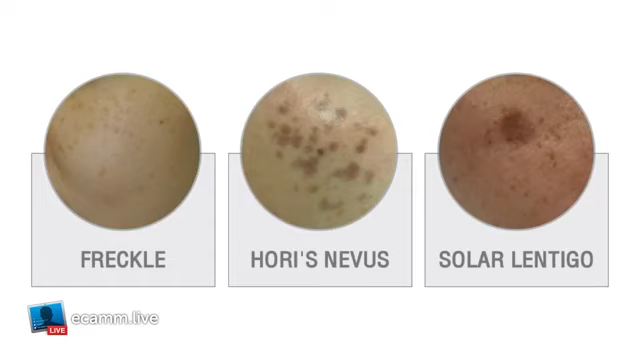 FRECKLE
HORI'S NEVUS
SOLAR LENTIGO
LIVE
ecamm.live